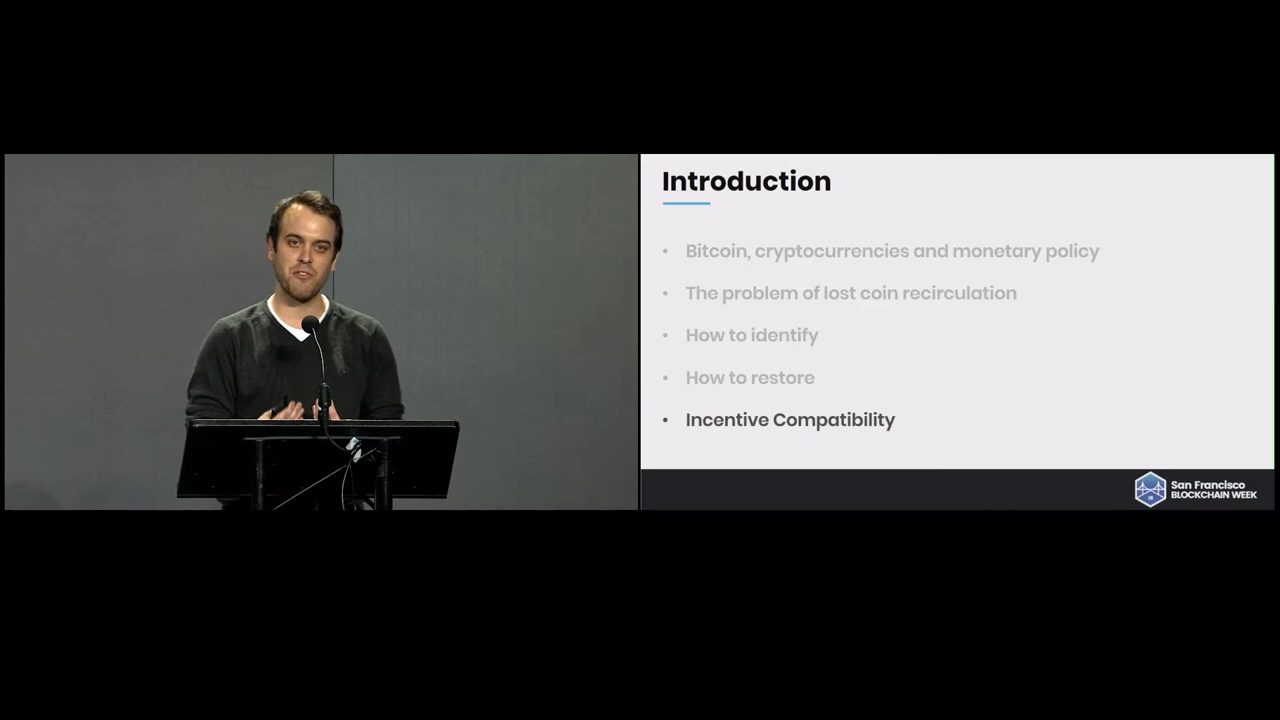 Introduction
• Bitcoin, cryptocurrencies and monetary policy
• The problem of lost coin recirculation
• How to identify
• How to restore
• Incentive Compatibility
San Francisco
BLOCKCHAIN WEEK